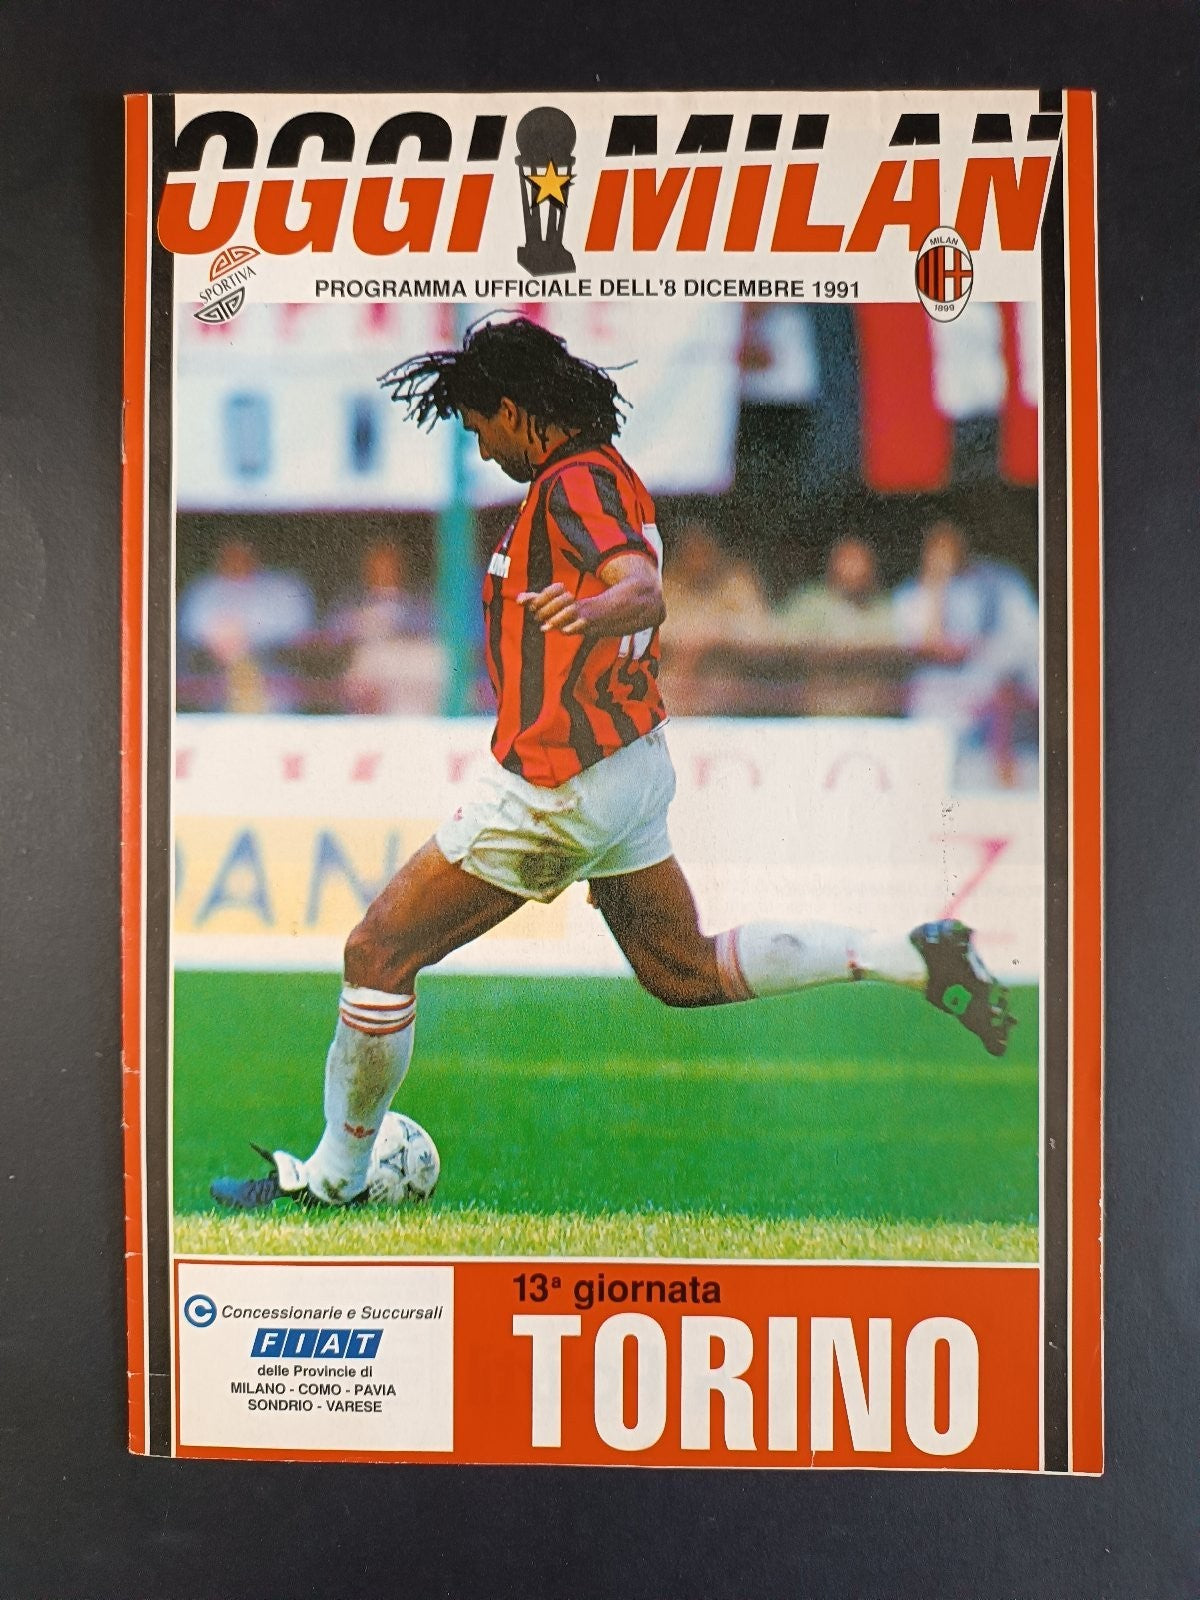 OGGI MILAN
SPORTIVA
MILAN
1899
PROGRAMMA UFFICIALE DELL'8 DICEMBRE 1991
DAN
Z
C Concessionarie e Succursali
FIAT
delle Provincie di
MILANO - COMO - PAVIA
SONDRIO - VARESE
13ª giornata
TORINO